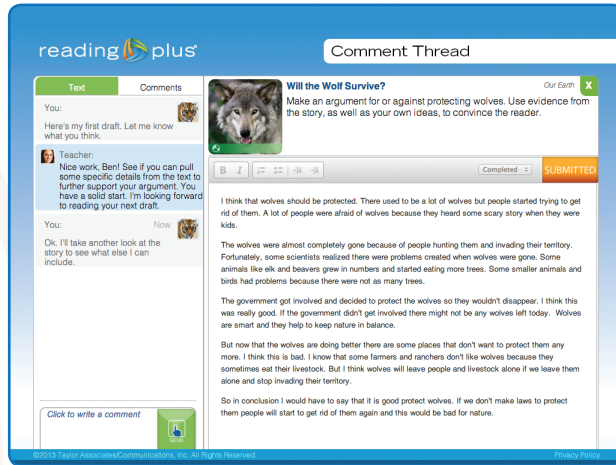 reading plus
Comment Thread
Text
Comments
You:
Here's my first draft. Let me know
what you think.
Teacher:
Nice work, Ben! See if you can pull
some specific details from the text to
further support your argument. You
have a solid start. I'm looking forward
to reading your next draft.
You:
Now
Ok. I'll take another look at the
story to see what else I can
include.
Click to write a comment
SEND
Will the Wolf Survive?
Our Earth
X
Make an argument for or against protecting wolves. Use evidence from
the story, as well as your own ideas, to convince the reader.
B I
Completed
SUBMITTED
I think that wolves should be protected. There used to be a lot of wolves but people started trying to get
rid of them. A lot of people were afraid of wolves because they heard some scary story when they were
kids.
The wolves were almost completely gone because of people hunting them and invading their territory.
Fortunately, some scientists realized there were problems created when wolves were gone. Some
animals like elk and beavers grew in numbers and started eating more trees. Some smaller animals and
birds had problems because there were not as many trees.
The government got involved and decided to protect the wolves so they wouldn't disappear. I think this
was really good. If the government didn't get involved there might not be any wolves left today. Wolves
are smart and they help to keep nature in balance.
But now that the wolves are doing better there are some places that don't want to protect them any
more. I think this is bad. I know that some farmers and ranchers don't like wolves because they
sometimes eat their livestock. But I think wolves will leave people and livestock alone if we leave them
alone and stop invading their territory.
So in conclusion I would have to say that it is good protect wolves. If we don't make laws to protect
them people will start to get rid of them again and this would be bad for nature.
©2013 Taylor Associates/Communications, Inc. All Rights Reserved.
Privacy Policy